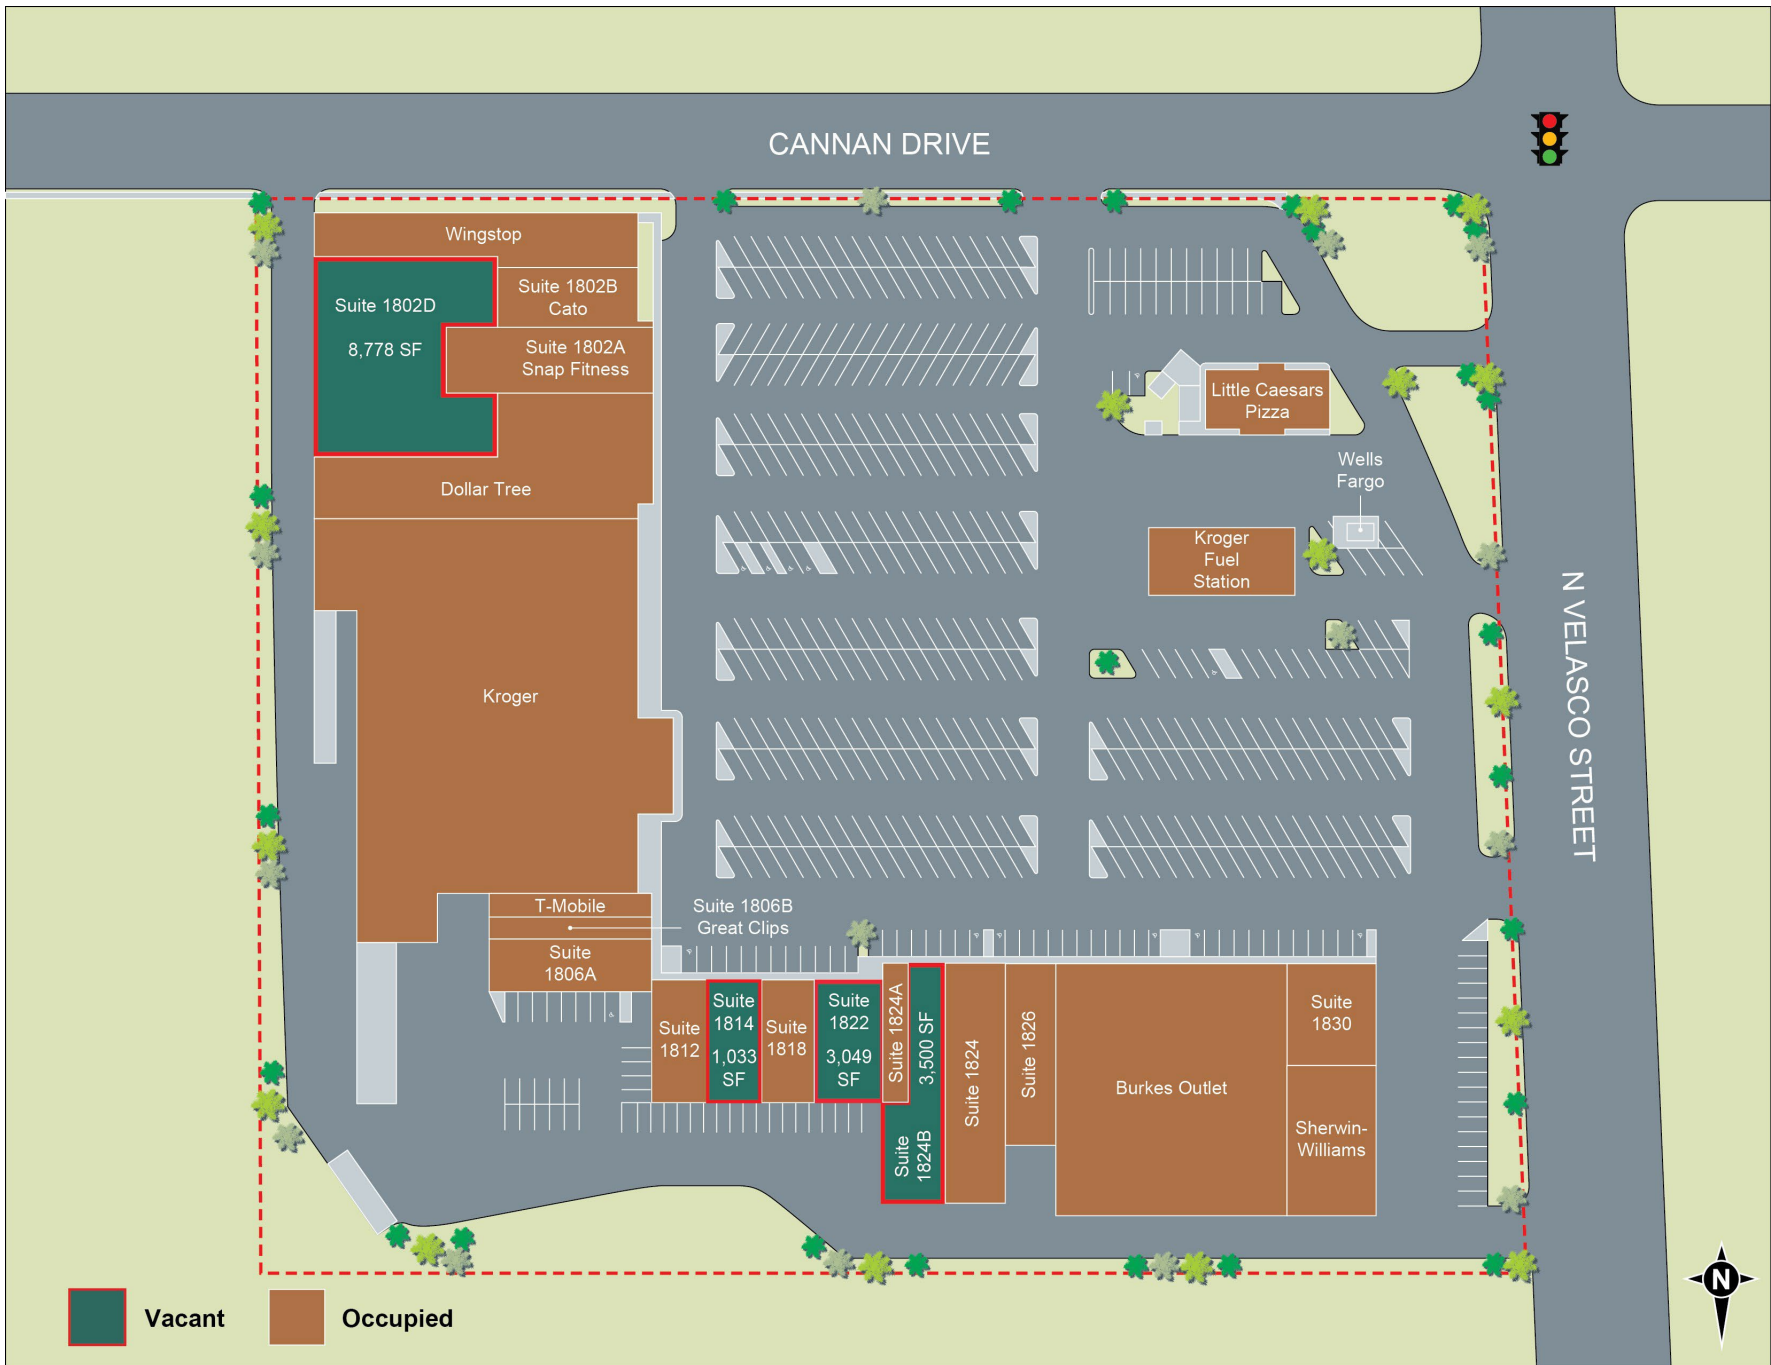 CANNAN DRIVE
Wingstop
Suite 1802D
8,778 SF
Suite 1802B
Cato
Suite 1802A
Snap Fitness
Dollar Tree
Kroger
Little Caesars
Pizza
Wells
Fargo
Kroger
Fuel
Station
N VELASCO STREET
T-Mobile
Suite 1806B
Great Clips
Suite
1806A
Suite
1812
Suite
1814
1,033
SF
Suite
1818
Suite
1822
3,049
SF
Suite 1824A
3,500 SF
Suite
1824B
Suite 1824
Suite 1826
Burkes Outlet
Suite
1830
Sherwin-
Williams
Vacant
Occupied
N